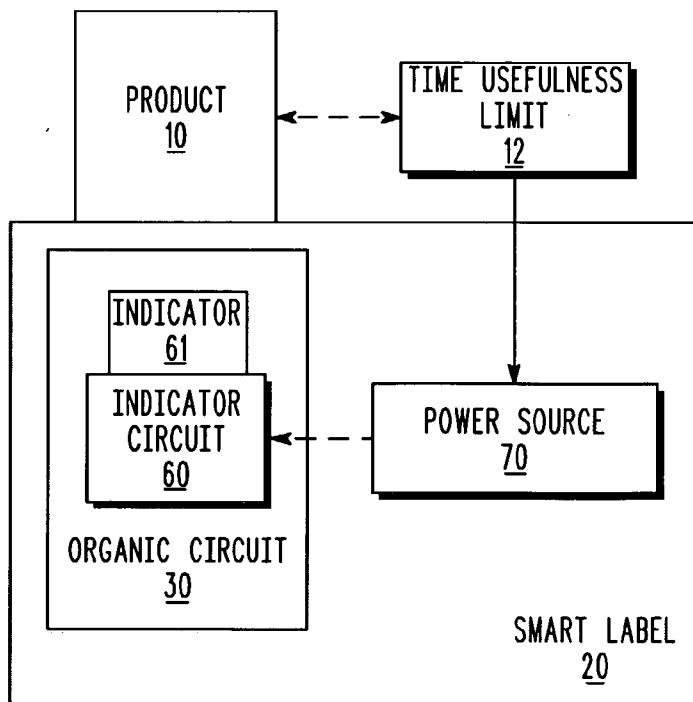 PRODUCT
10
TIME USEFULNESS
LIMIT
12
INDICATOR
61
INDICATOR
CIRCUIT
60
POWER SOURCE
70
ORGANIC CIRCUIT
30
SMART LABEL
20